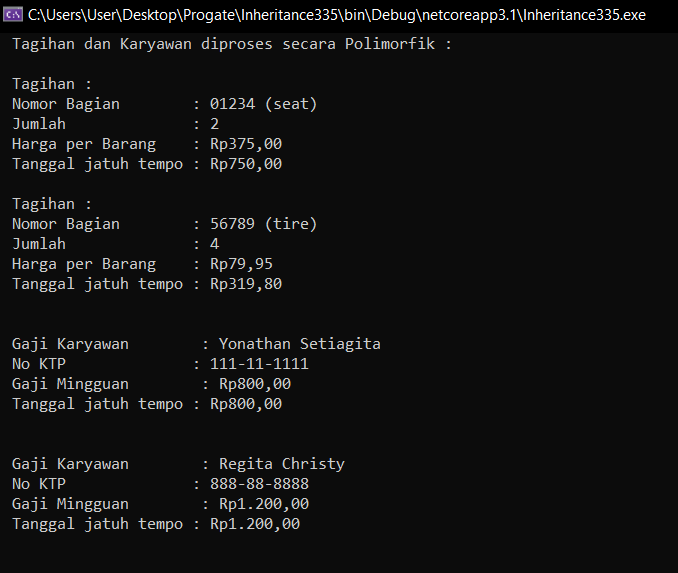 C:\Users\User\Desktop\Progate\Inheritance335\bin\Debug\netcoreapp3.1\Inheritance335.exe
Tagihan dan Karyawan diproses secara Polimorfik :
Tagihan :
Nomor Bagian        : 01234 (seat)
Jumlah              : 2
Harga per Barang    : Rp375,00
Tanggal jatuh tempo : Rp750,00
Tagihan :
Nomor Bagian        : 56789 (tire)
Jumlah              : 4
Harga per Barang    : Rp79,95
Tanggal jatuh tempo : Rp319,80
Gaji Karyawan        : Yonathan Setiagita
No KTP              : 111-11-1111
Gaji Mingguan        : Rp800,00
Tanggal jatuh tempo : Rp800,00
Gaji Karyawan        : Regita Christy
No KTP              : 888-88-8888
Gaji Mingguan        : Rp1.200,00
Tanggal jatuh tempo : Rp1.200,00